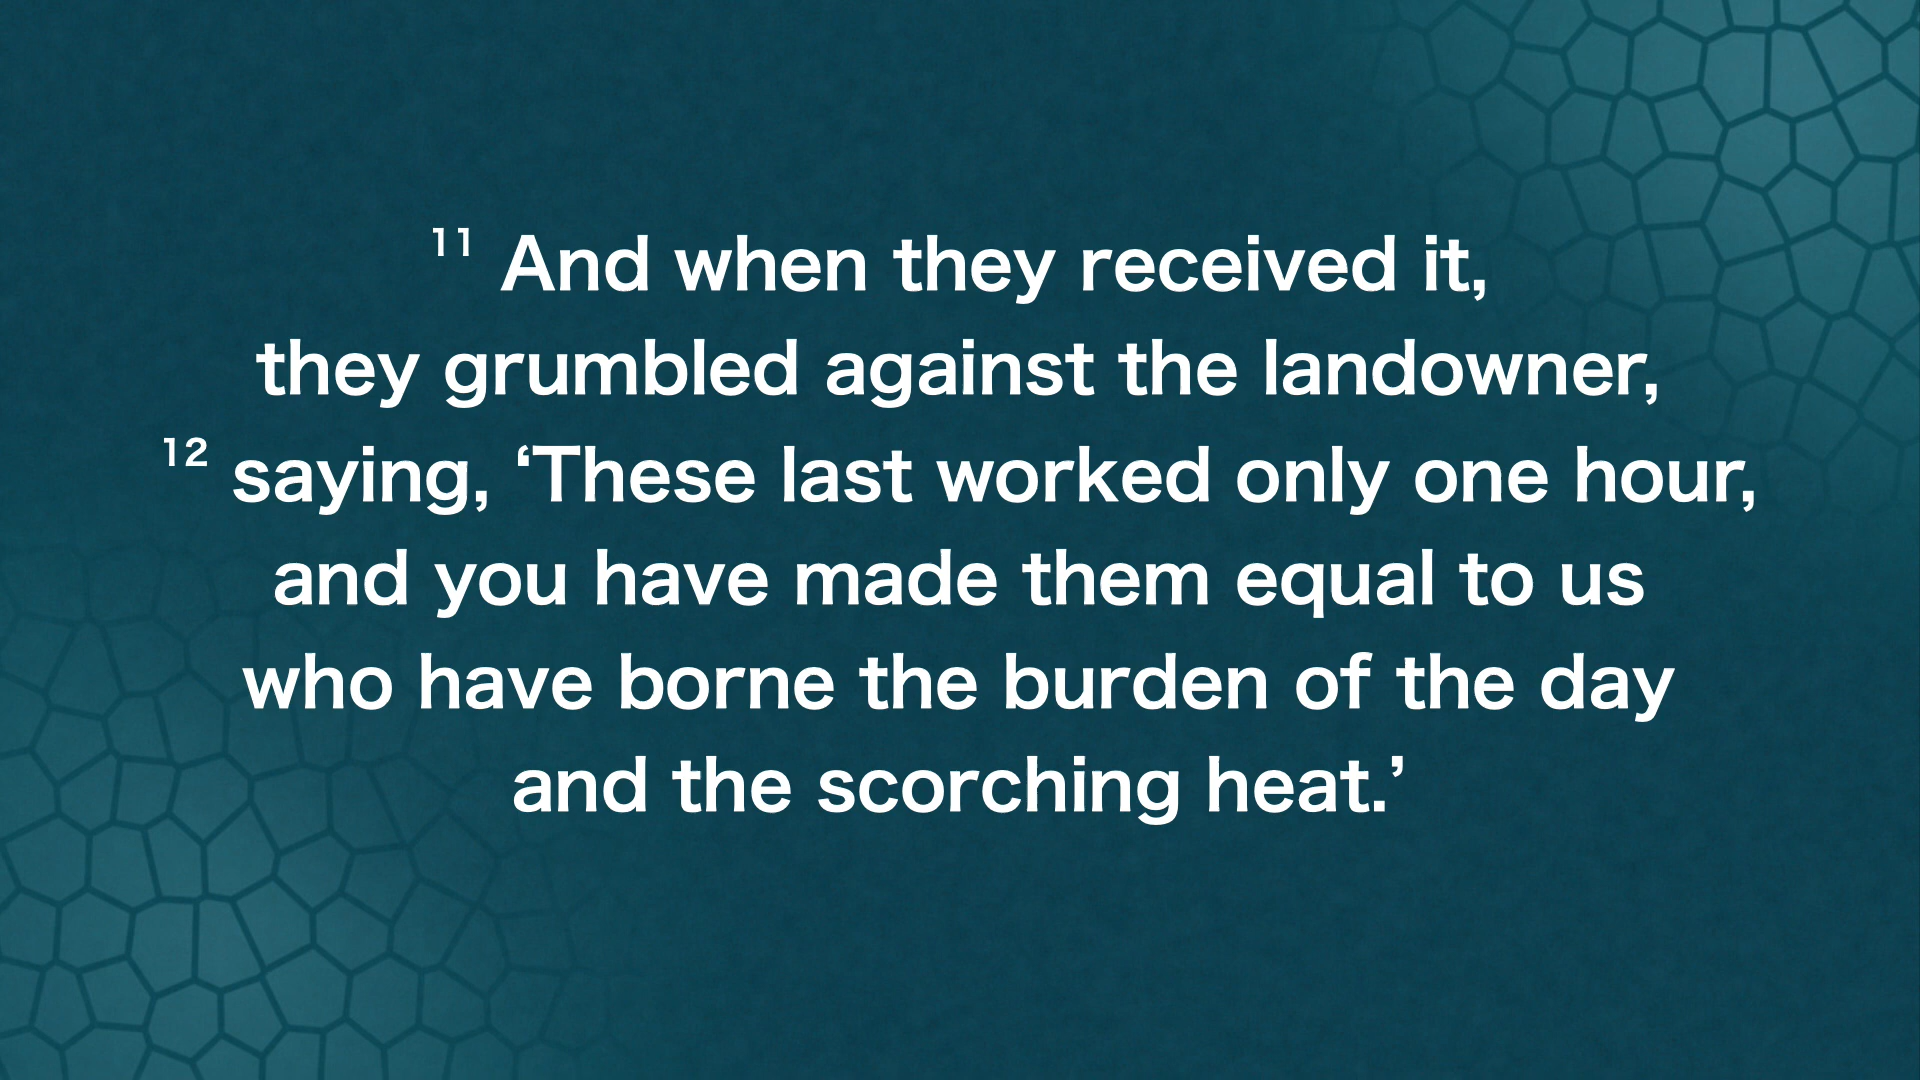 11 And when they received it,
they grumbled against the landowner,
12 saying, ‘These last worked only one hour,
and you have made them equal to us
who have borne the burden of the day
and the scorching heat.’